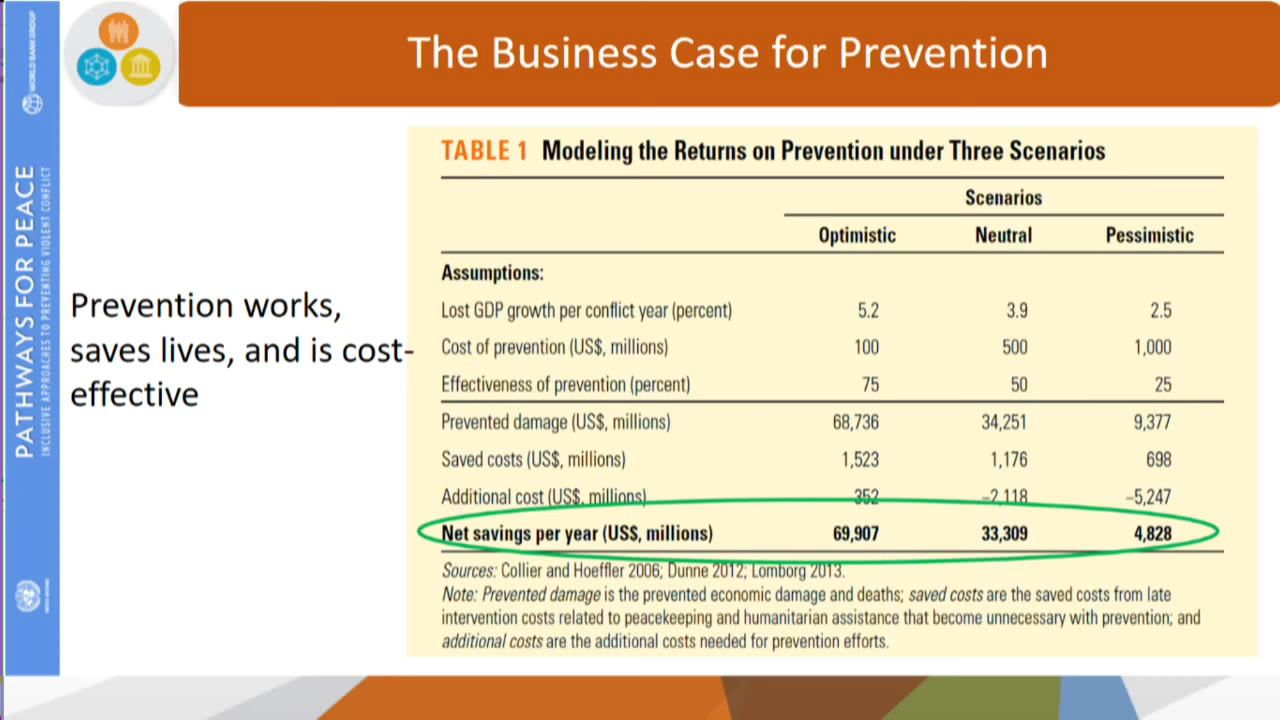 The Business Case for Prevention
WORLD BANK GROUP
PATHWAYS FOR PEACE
INCLUSIVE APPROACHES TO PREVENTING VIOLENT CONFLICT
Prevention works,
saves lives, and is cost-
effective
TABLE 1 Modeling the Returns on Prevention under Three Scenarios
Scenarios
Optimistic Neutral Pessimistic
Assumptions:
Lost GDP growth per conflict year (percent) 5.2 3.9 2.5
Cost of prevention (US$, millions) 100 500 1,000
Effectiveness of prevention (percent) 75 50 25
Prevented damage (US$, millions) 68,736 34,251 9,377
Saved costs (US$, millions) 1,523 1,176 698
Additional cost (US$, millions) 352 –2,118 –5,247
Net savings per year (US$, millions) 69,907 33,309 4,828
Sources: Collier and Hoeffler 2006; Dunne 2012; Lomborg 2013.
Note: Prevented damage is the prevented economic damage and deaths; saved costs are the saved costs from late
intervention costs related to peacekeeping and humanitarian assistance that become unnecessary with prevention; and
additional costs are the additional costs needed for prevention efforts.